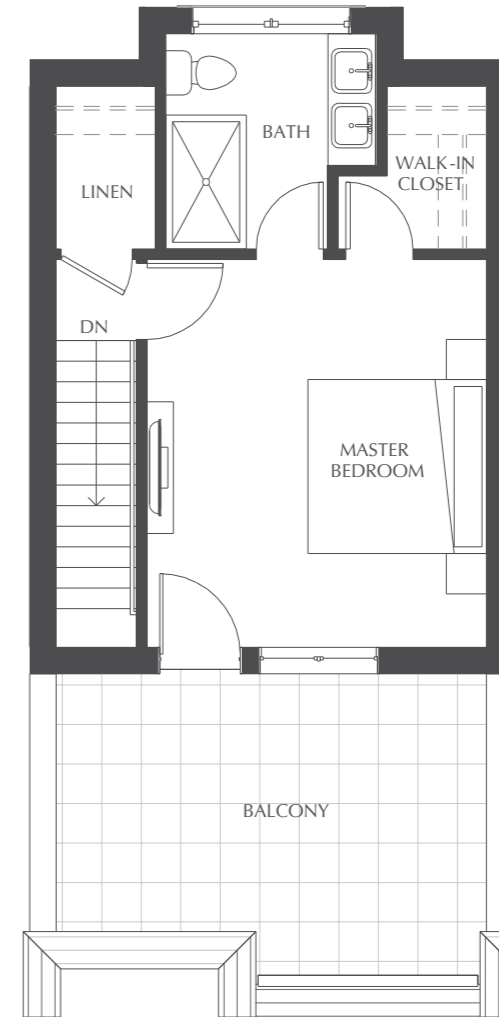 BATH
WALK-IN
CLOSET
LINEN
DN
MASTER
BEDROOM
BALCONY